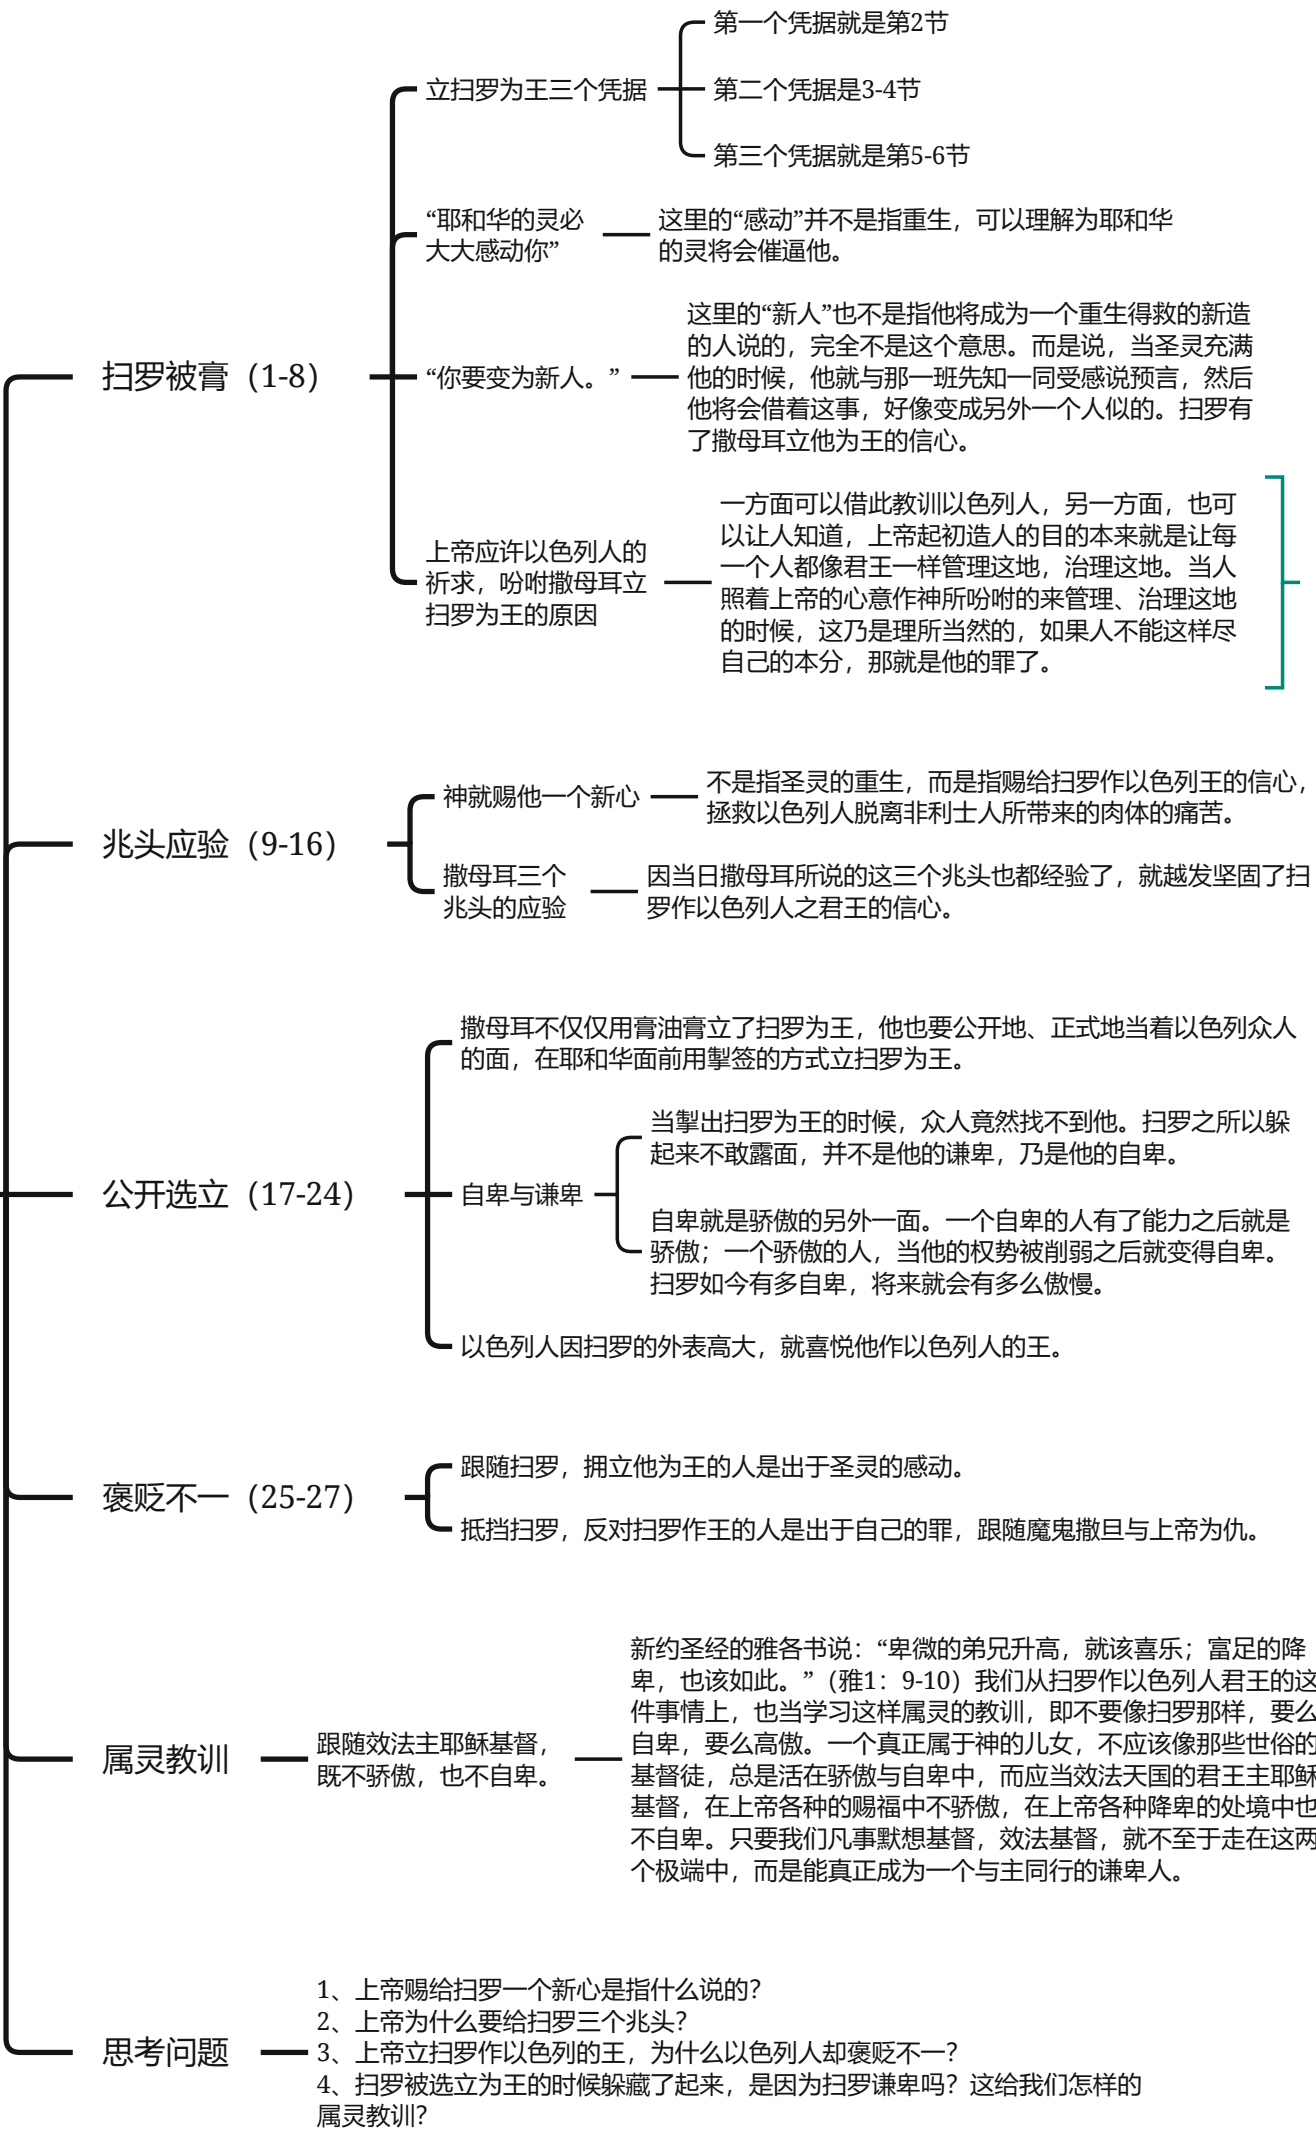 扫罗被膏（1-8）
立扫罗为王三个凭据
第一个凭据就是第2节
第二个凭据是3-4节
第三个凭据就是第5-6节
“耶和华的灵必
大大感动你”
这里的“感动”并不是指重生，可以理解为耶和华
的灵将会催逼他。
“你要变为新人。”
这里的“新人”也不是指他将成为一个重生得救的新造
的人说的，完全不是这个意思。而是说，当圣灵充满
他的时候，他就与那一班先知一同受感说预言，然后
他将会借着这事，好像变成另外一个人似的。扫罗有
了撒母耳立他为王的信心。
上帝应许以色列人的
祈求，吩咐撒母耳立
扫罗为王的原因
一方面可以借此教训以色列人，另一方面，也可
以让人知道，上帝起初造人的目的本来就是让每
一个人都像君王一样管理这地，治理这地。当人
照着上帝的心意作神所吩咐的来管理、治理这地
的时候，这乃是理所当然的，如果人不能这样尽
自己的本分，那就是他的罪了。
兆头应验（9-16）
神就赐他一个新心
不是指圣灵的重生，而是指赐给扫罗作以色列王的信心，
拯救以色列人脱离非利士人所带来的肉体的痛苦。
撒母耳三个
兆头的应验
因当日撒母耳所说的这三个兆头也都经验了，就越发坚固了扫
罗作以色列人之君王的信心。
公开选立（17-24）
撒母耳不仅仅用膏油膏立了扫罗为王，他也要公开地、正式地当着以色列众人
的面，在耶和华面前用掣签的方式立扫罗为王。
自卑与谦卑
当掣出扫罗为王的时候，众人竟然找不到他。扫罗之所以躲
起来不敢露面，并不是他的谦卑，乃是他的自卑。
自卑就是骄傲的另外一面。一个自卑的人有了能力之后就是
骄傲；一个骄傲的人，当他的权势被削弱之后就变得自卑。
扫罗如今有多自卑，将来就会有多么傲慢。
以色列人因扫罗的外表高大，就喜悦他作以色列人的王。
褒贬不一（25-27）
跟随扫罗，拥立他为王的人是出于圣灵的感动。
抵挡扫罗，反对扫罗作王的人是出于自己的罪，跟随魔鬼撒旦与上帝为仇。
属灵教训
跟随效法主耶稣基督，
既不骄傲，也不自卑。
新约圣经的雅各书说：“卑微的弟兄升高，就该喜乐；富足的降
卑，也该如此。”（雅1：9-10）我们从扫罗作以色列人君王的这
件事情上，也当学习这样属灵的教训，即不要像扫罗那样，要么
自卑，要么高傲。一个真正属于神的儿女，不应该像那些世俗的
基督徒，总是活在骄傲与自卑中，而应当效法天国的君王主耶稣
基督，在上帝各种的赐福中不骄傲，在上帝各种降卑的处境中也
不自卑。只要我们凡事默想基督，效法基督，就不至于走在这两
个极端中，而是能真正成为一个与主同行的谦卑人。
思考问题
1、上帝赐给扫罗一个新心是指什么说的？
2、上帝为什么要给扫罗三个兆头？
3、上帝立扫罗作以色列的王，为什么以色列人却褒贬不一？
4、扫罗被选立为王的时候躲藏了起来，是因为扫罗谦卑吗？这给我们怎样的
属灵教训？